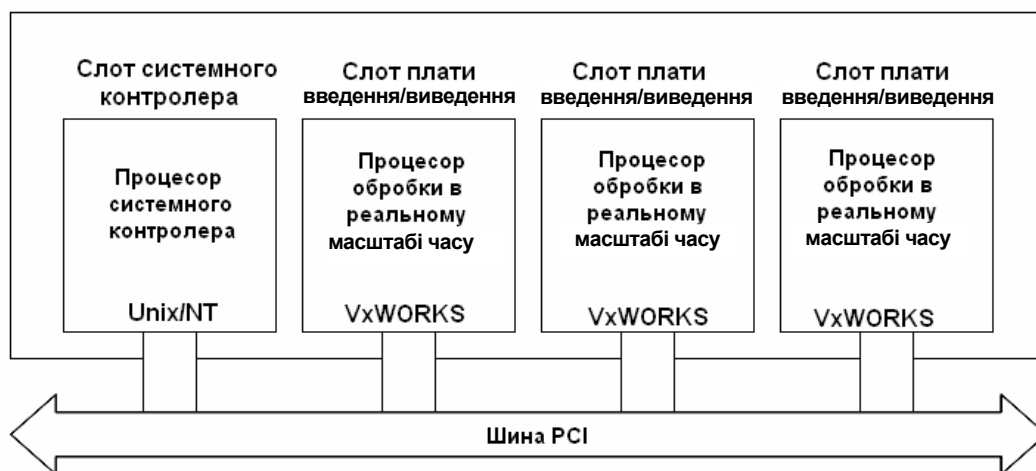 Слот системного
контролера
Слот плати
введення/виведення
Слот плати
введення/виведення
Слот плати
введення/виведення
Процесор
системного
контролера
Unix/NT
Процесор
обробки в
реальному
масштабі часу
VxWORKS
Процесор
обробки в
реальному
масштабі часу
VxWORKS
Процесор
обробки в
реальному
масштабі часу
VxWORKS
Шина PCI